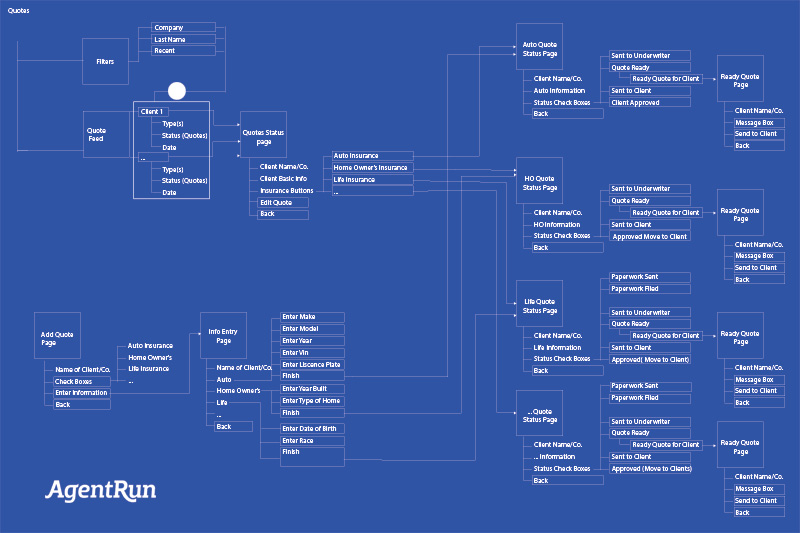 Quotes
Filters
Company
Last Name
Recent
Quote
Feed
Client 1
Type(s)
Status (Quotes)
Date
...
Type(s)
Status (Quotes)
Date
Quotes Status
page
Client Name/Co.
Client Basic Info
Insurance Buttons
Edit Quote
Back
Auto Insurance
Home Owner's Insurance
Life Insurance
...
Auto Quote
Status Page
Client Name/Co.
Auto Information
Status Check Boxes
Back
Sent to Underwriter
Quote Ready
Ready Quote for Client
Sent to Client
Client Approved
Ready Quote
Page
Client Name/Co.
Message Box
Send to Client
Back
HO Quote
Status Page
Client Name/Co.
HO Information
Status Check Boxes
Back
Sent to Underwriter
Quote Ready
Ready Quote for Client
Sent to Client
Approved Move to Client
Ready Quote
Page
Client Name/Co.
Message Box
Send to Client
Back
Life Quote
Status Page
Client Name/Co.
Life Information
Status Check Boxes
Back
Paperwork Sent
Paperwork Filed
Sent to Underwriter
Quote Ready
Ready Quote for Client
Sent to Client
Approved( Move to Client)
Ready Quote
Page
Client Name/Co.
Message Box
Send to Client
Back
... Quote
Status Page
Client Name/Co.
... Information
Status Check Boxes
Back
Paperwork Sent
Paperwork Filed
Sent to Underwriter
Quote Ready
Ready Quote for Client
Sent to Client
Approved (Move to Clients)
Ready Quote
Page
Client Name/Co.
Message Box
Send to Client
Back
Add Quote
Page
Name of Client/Co.
Check Boxes
Enter Information
Back
Auto Insurance
Home Owner's
Life Insurance
...
Info Entry
Page
Name of Client/Co.
Auto
Home Owner's
Life
...
Back
Enter Make
Enter Model
Enter Year
Enter Vin
Enter Liscence Plate
Finish
Enter Year Built
Enter Type of Home
Finish
Enter Date of Birth
Enter Race
Finish
AgentRun